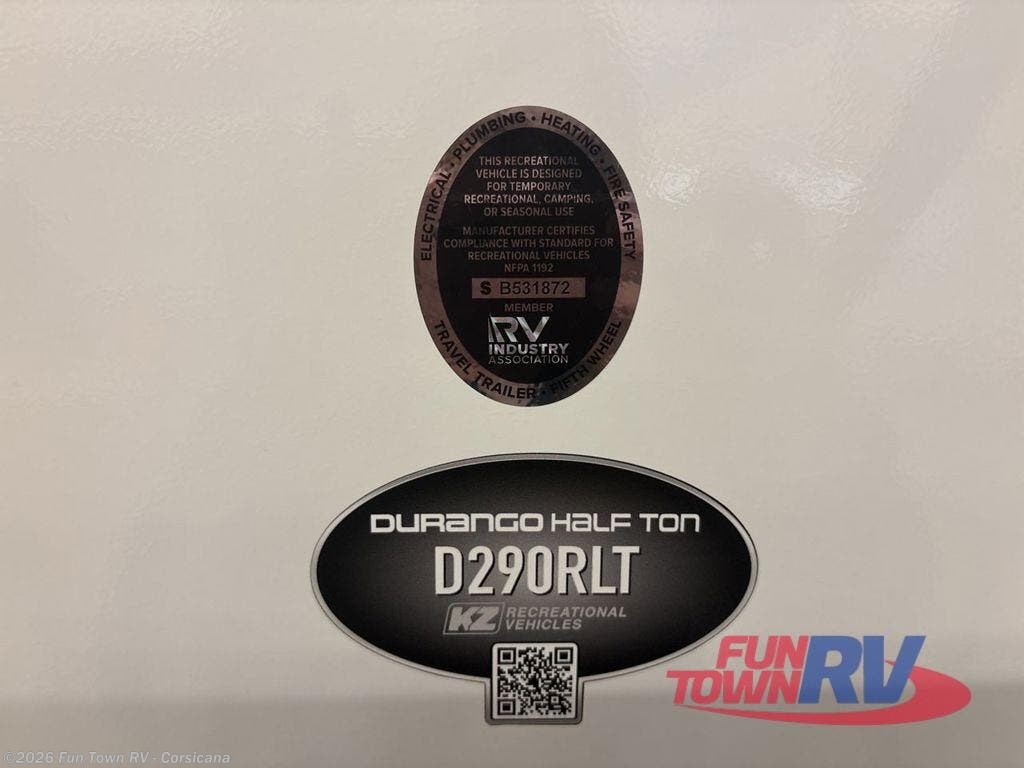 ELECTRICAL • PLUMBING • HEATING • FIRE SAFETY
THIS RECREATIONAL
VEHICLE IS DESIGNED
FOR TEMPORARY
RECREATIONAL, CAMPING,
OR SEASONAL USE
MANUFACTURER CERTIFIES
COMPLIANCE WITH STANDARD FOR
RECREATIONAL VEHICLES
NFPA 1192
S B531872
MEMBER
RV
INDUSTRY
ASSOCIATION
TRAVEL TRAILER • FIFTH WHEEL
DURANGO HALF TON
D290RLT
KZ RECREATIONAL
VEHICLES
FUN
TOWN RV
©2026 Fun Town RV - Corsicana